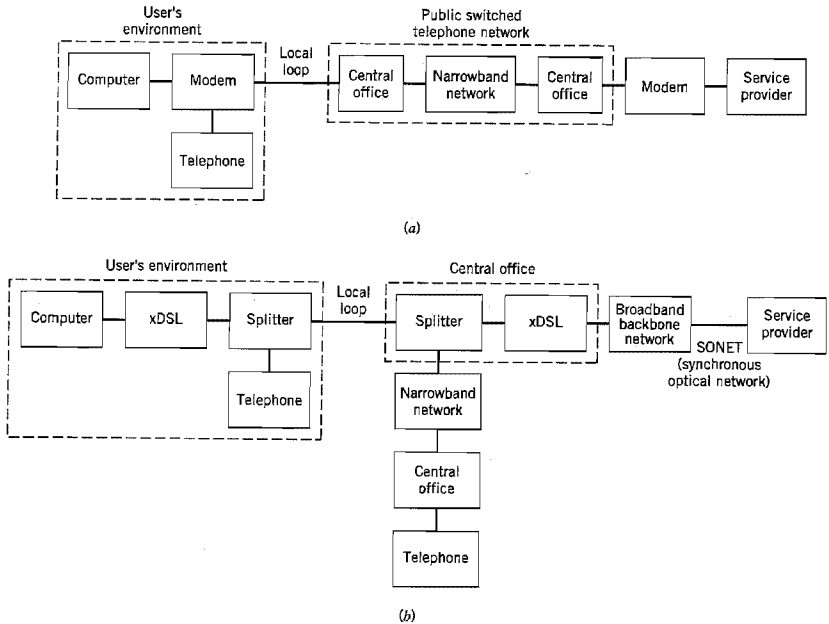 User's
environment
Public switched
telephone network
Local
loop
Computer
Modem
Central
office
Narrowband
network
Central
office
Modem
Service
provider
Telephone
(a)
User's environment
Central office
Local
loop
Computer
xDSL
Splitter
Splitter
xDSL
Broadband
backbone
network
Service
provider
SONET
(synchronous
optical network)
Telephone
Narrowband
network
Central
office
Telephone
(b)